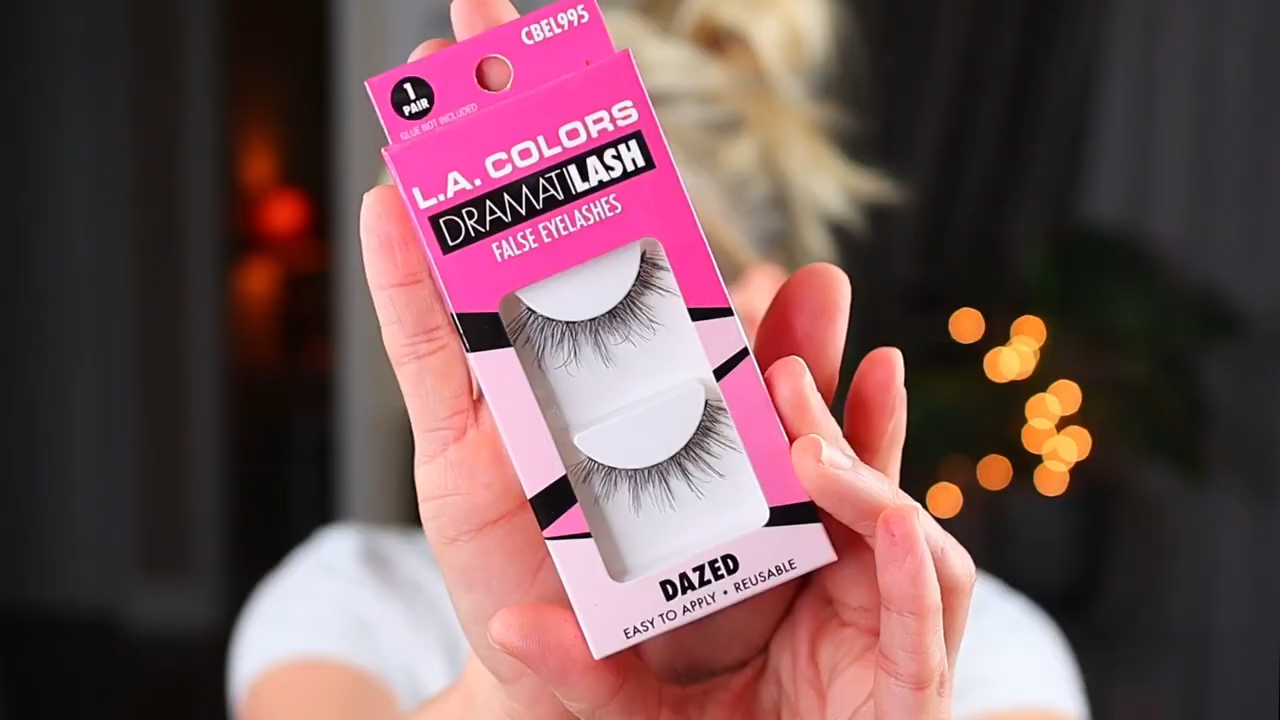 CBEL995
1
PAIR
GLUE NOT INCLUDED
L.A. COLORS
DRAMATILASH
FALSE EYELASHES
DAZED
EASY TO APPLY • REUSABLE